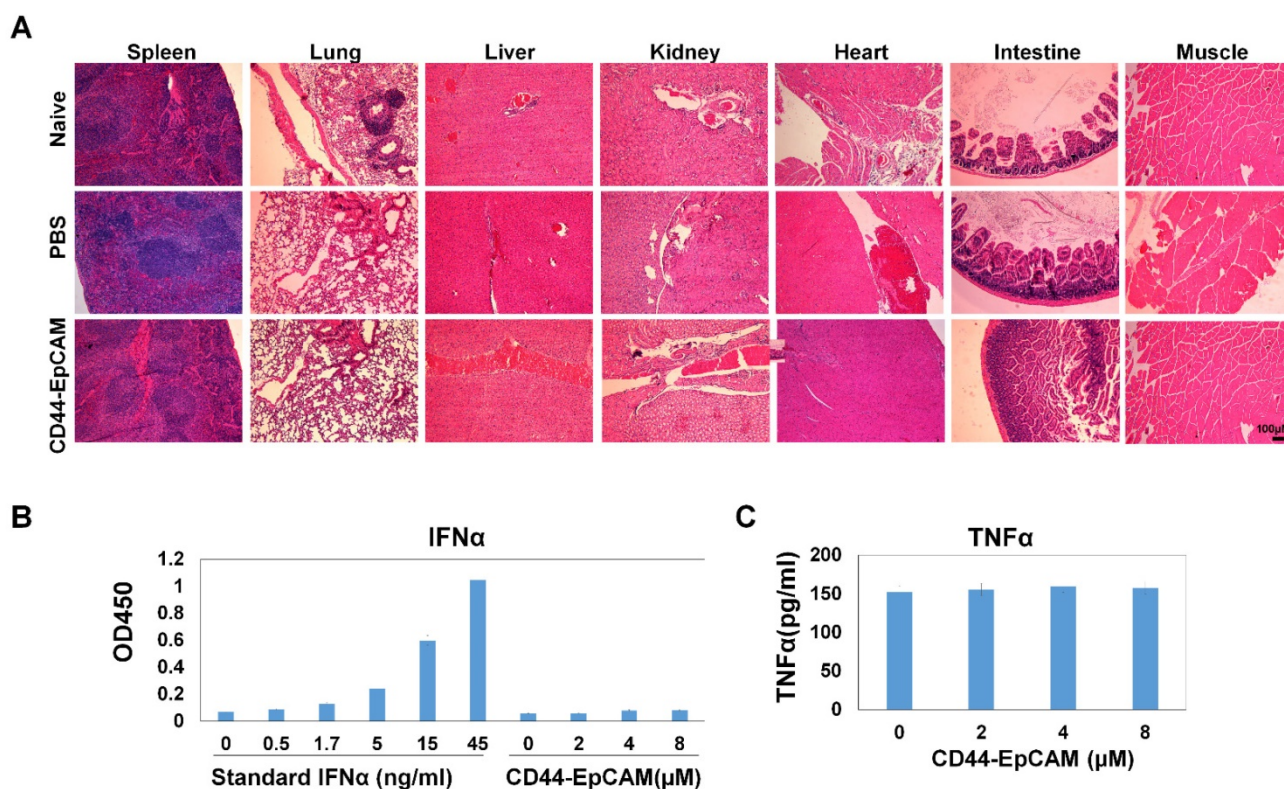 A
Spleen Lung Liver Kidney Heart Intestine Muscle
Naive
PBS
CD44-EpCAM
100µ
B
IFNα
OD450
1.2
1
0.8
0.6
0.4
0.2
0
0 0.5 1.7 5 15 45 0 2 4 8
Standard IFNα (ng/ml) CD44-EpCAM(µM)
C
TNFα
TNFα(pg/ml)
200
150
100
50
0
0 2 4 8
CD44-EpCAM (µM)